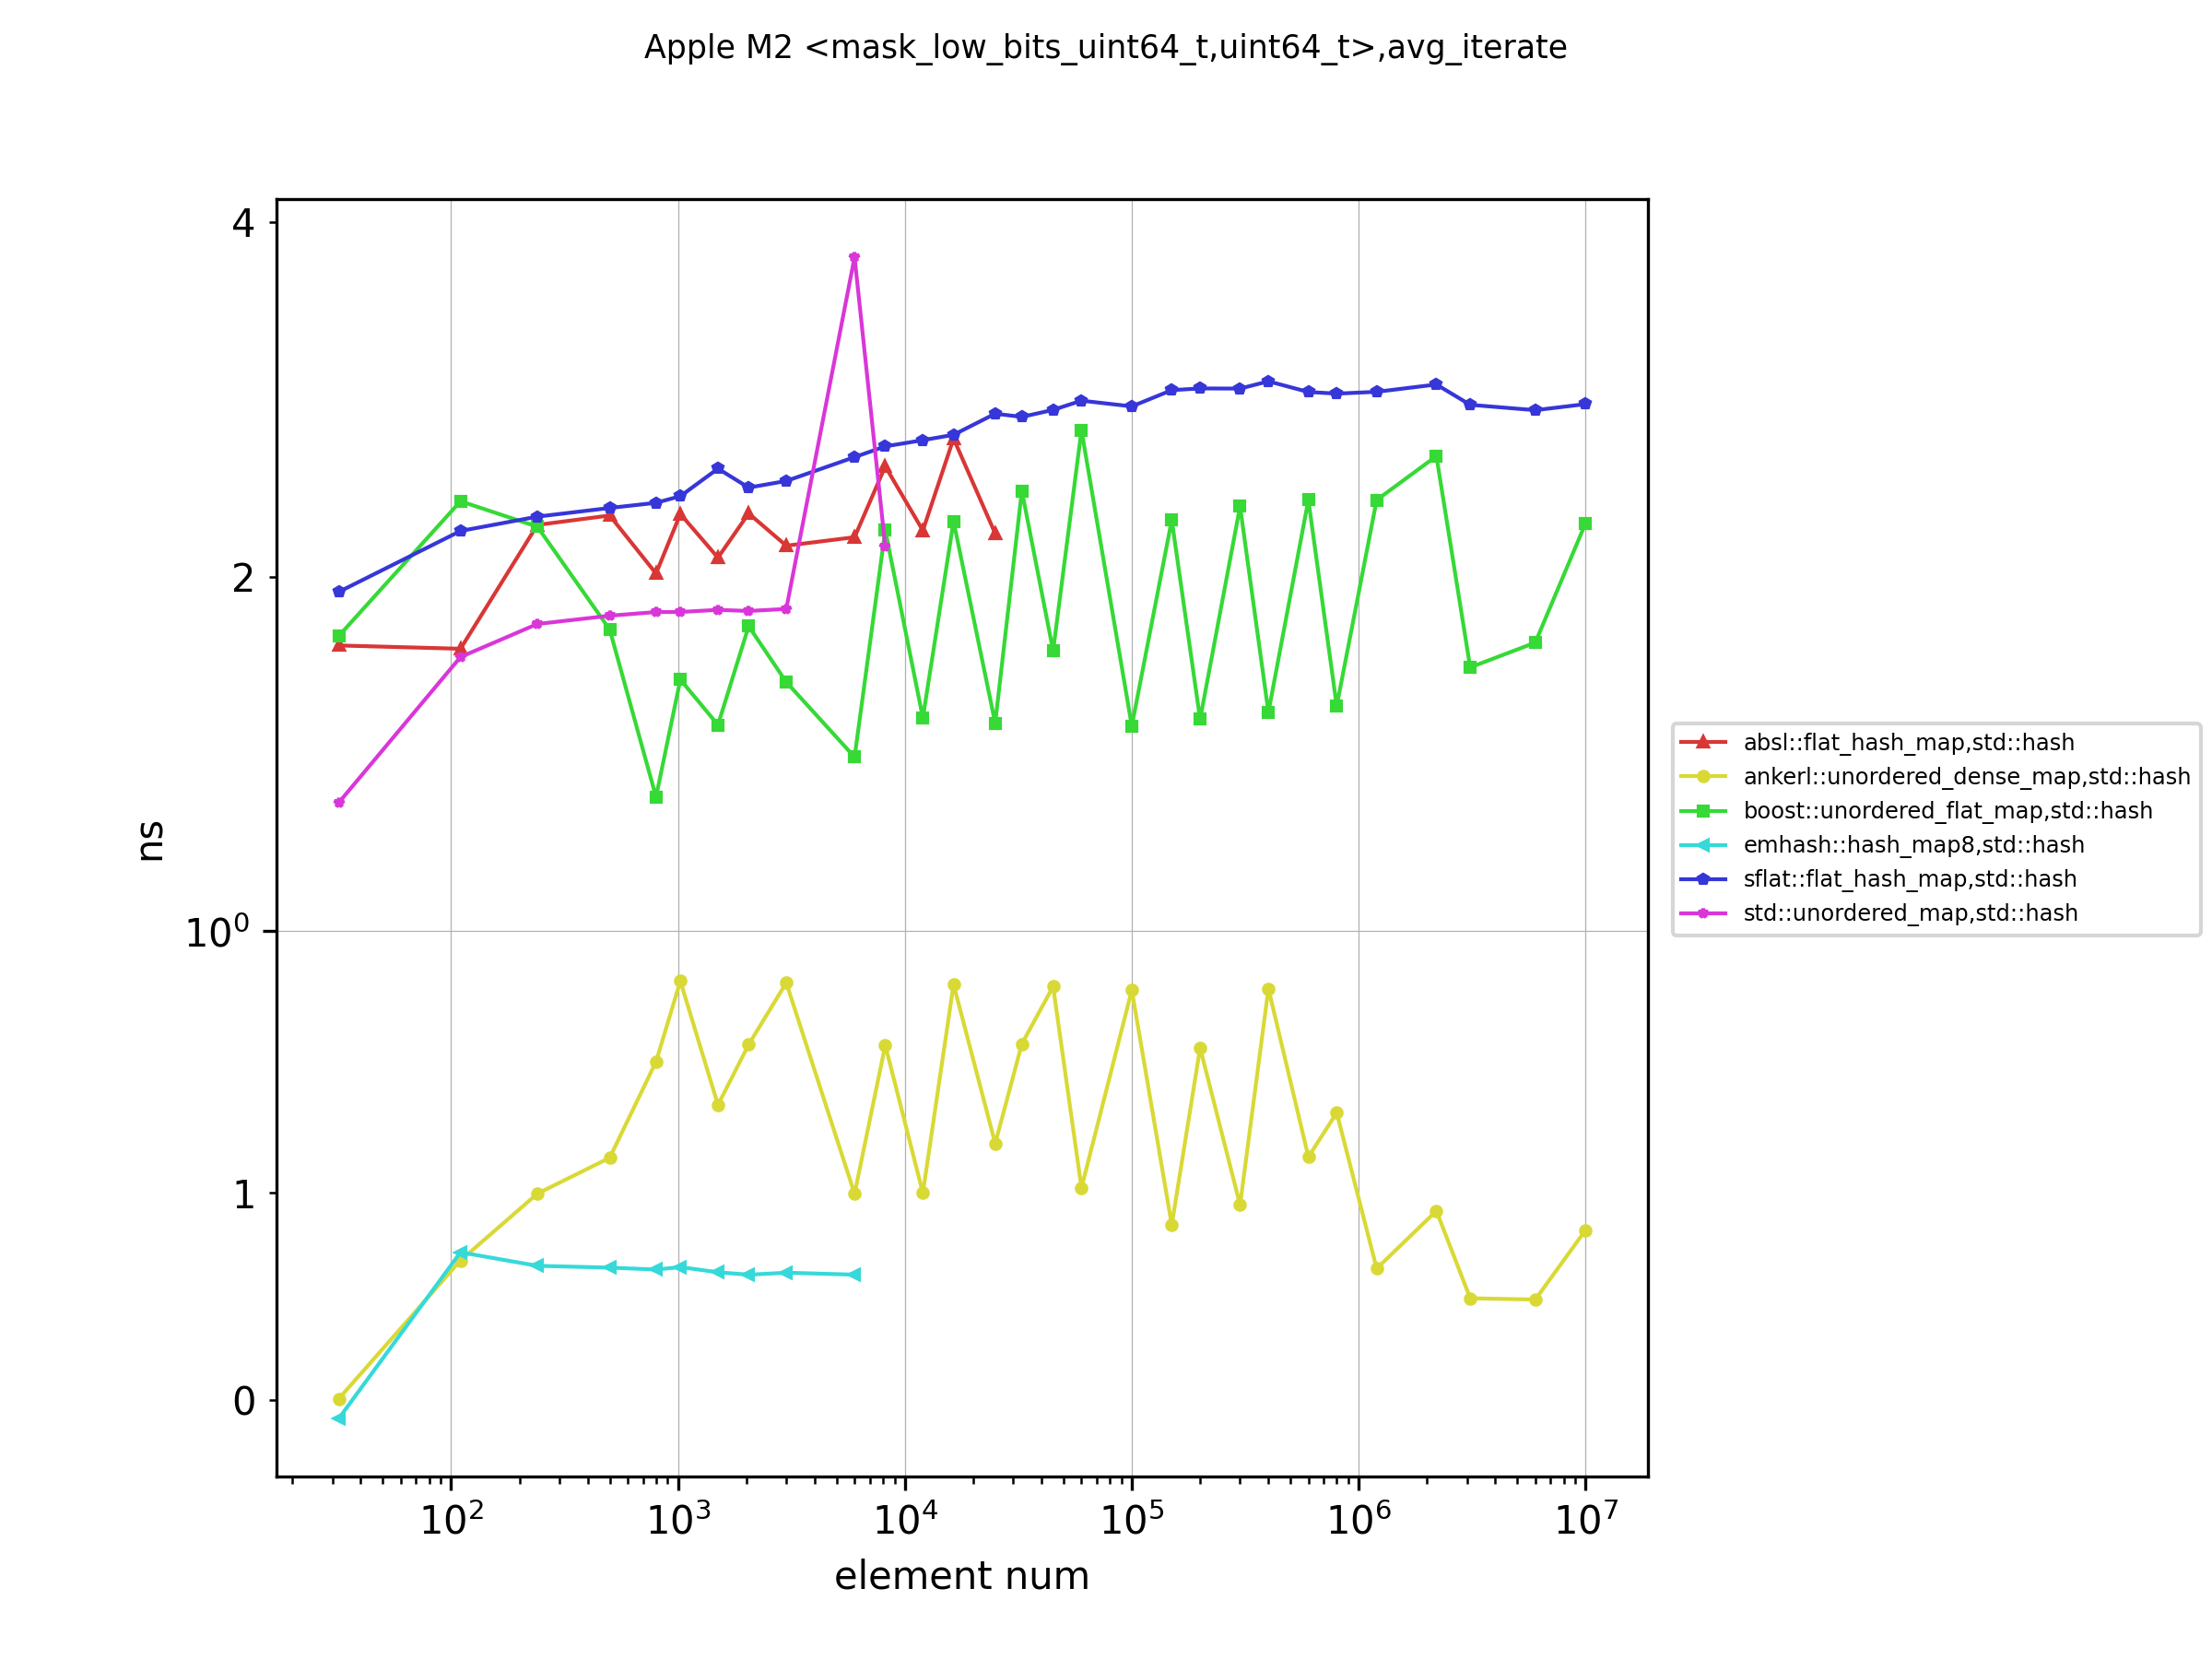 Apple M2 <mask_low_bits_uint64_t,uint64_t>,avg_iterate
4
2
10⁰
1
0
ns
10² 10³ 10⁴ 10⁵ 10⁶ 10⁷
element num
absl::flat_hash_map,std::hash
ankerl::unordered_dense_map,std::hash
boost::unordered_flat_map,std::hash
emhash::hash_map8,std::hash
sflat::flat_hash_map,std::hash
std::unordered_map,std::hash